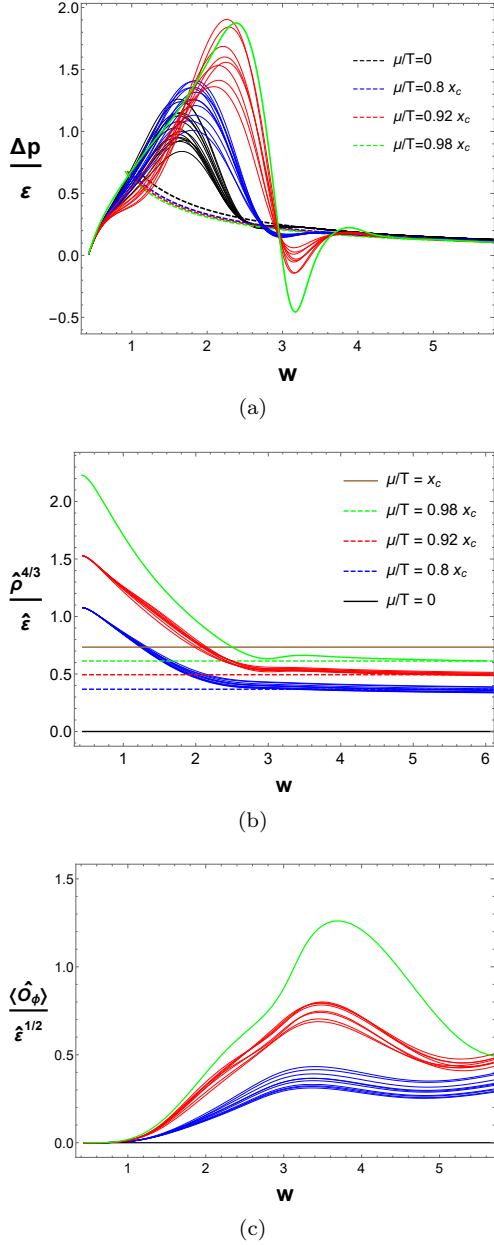 2.0
1.5
1.0
0.5
0.0
−0.5
Δp
ε
μ/T=0
μ/T=0.8 x_c
μ/T=0.92 x_c
μ/T=0.98 x_c
1 2 3 4 5
w
(a)
2.0
1.5
1.0
0.5
0.0
ρ̂^{4/3}
ε̂
μ/T = x_c
μ/T = 0.98 x_c
μ/T = 0.92 x_c
μ/T = 0.8 x_c
μ/T = 0
1 2 3 4 5 6
w
(b)
1.5
1.0
0.5
0.0
⟨Ô_ϕ⟩
ε̂^{1/2}
1 2 3 4 5
w
(c)